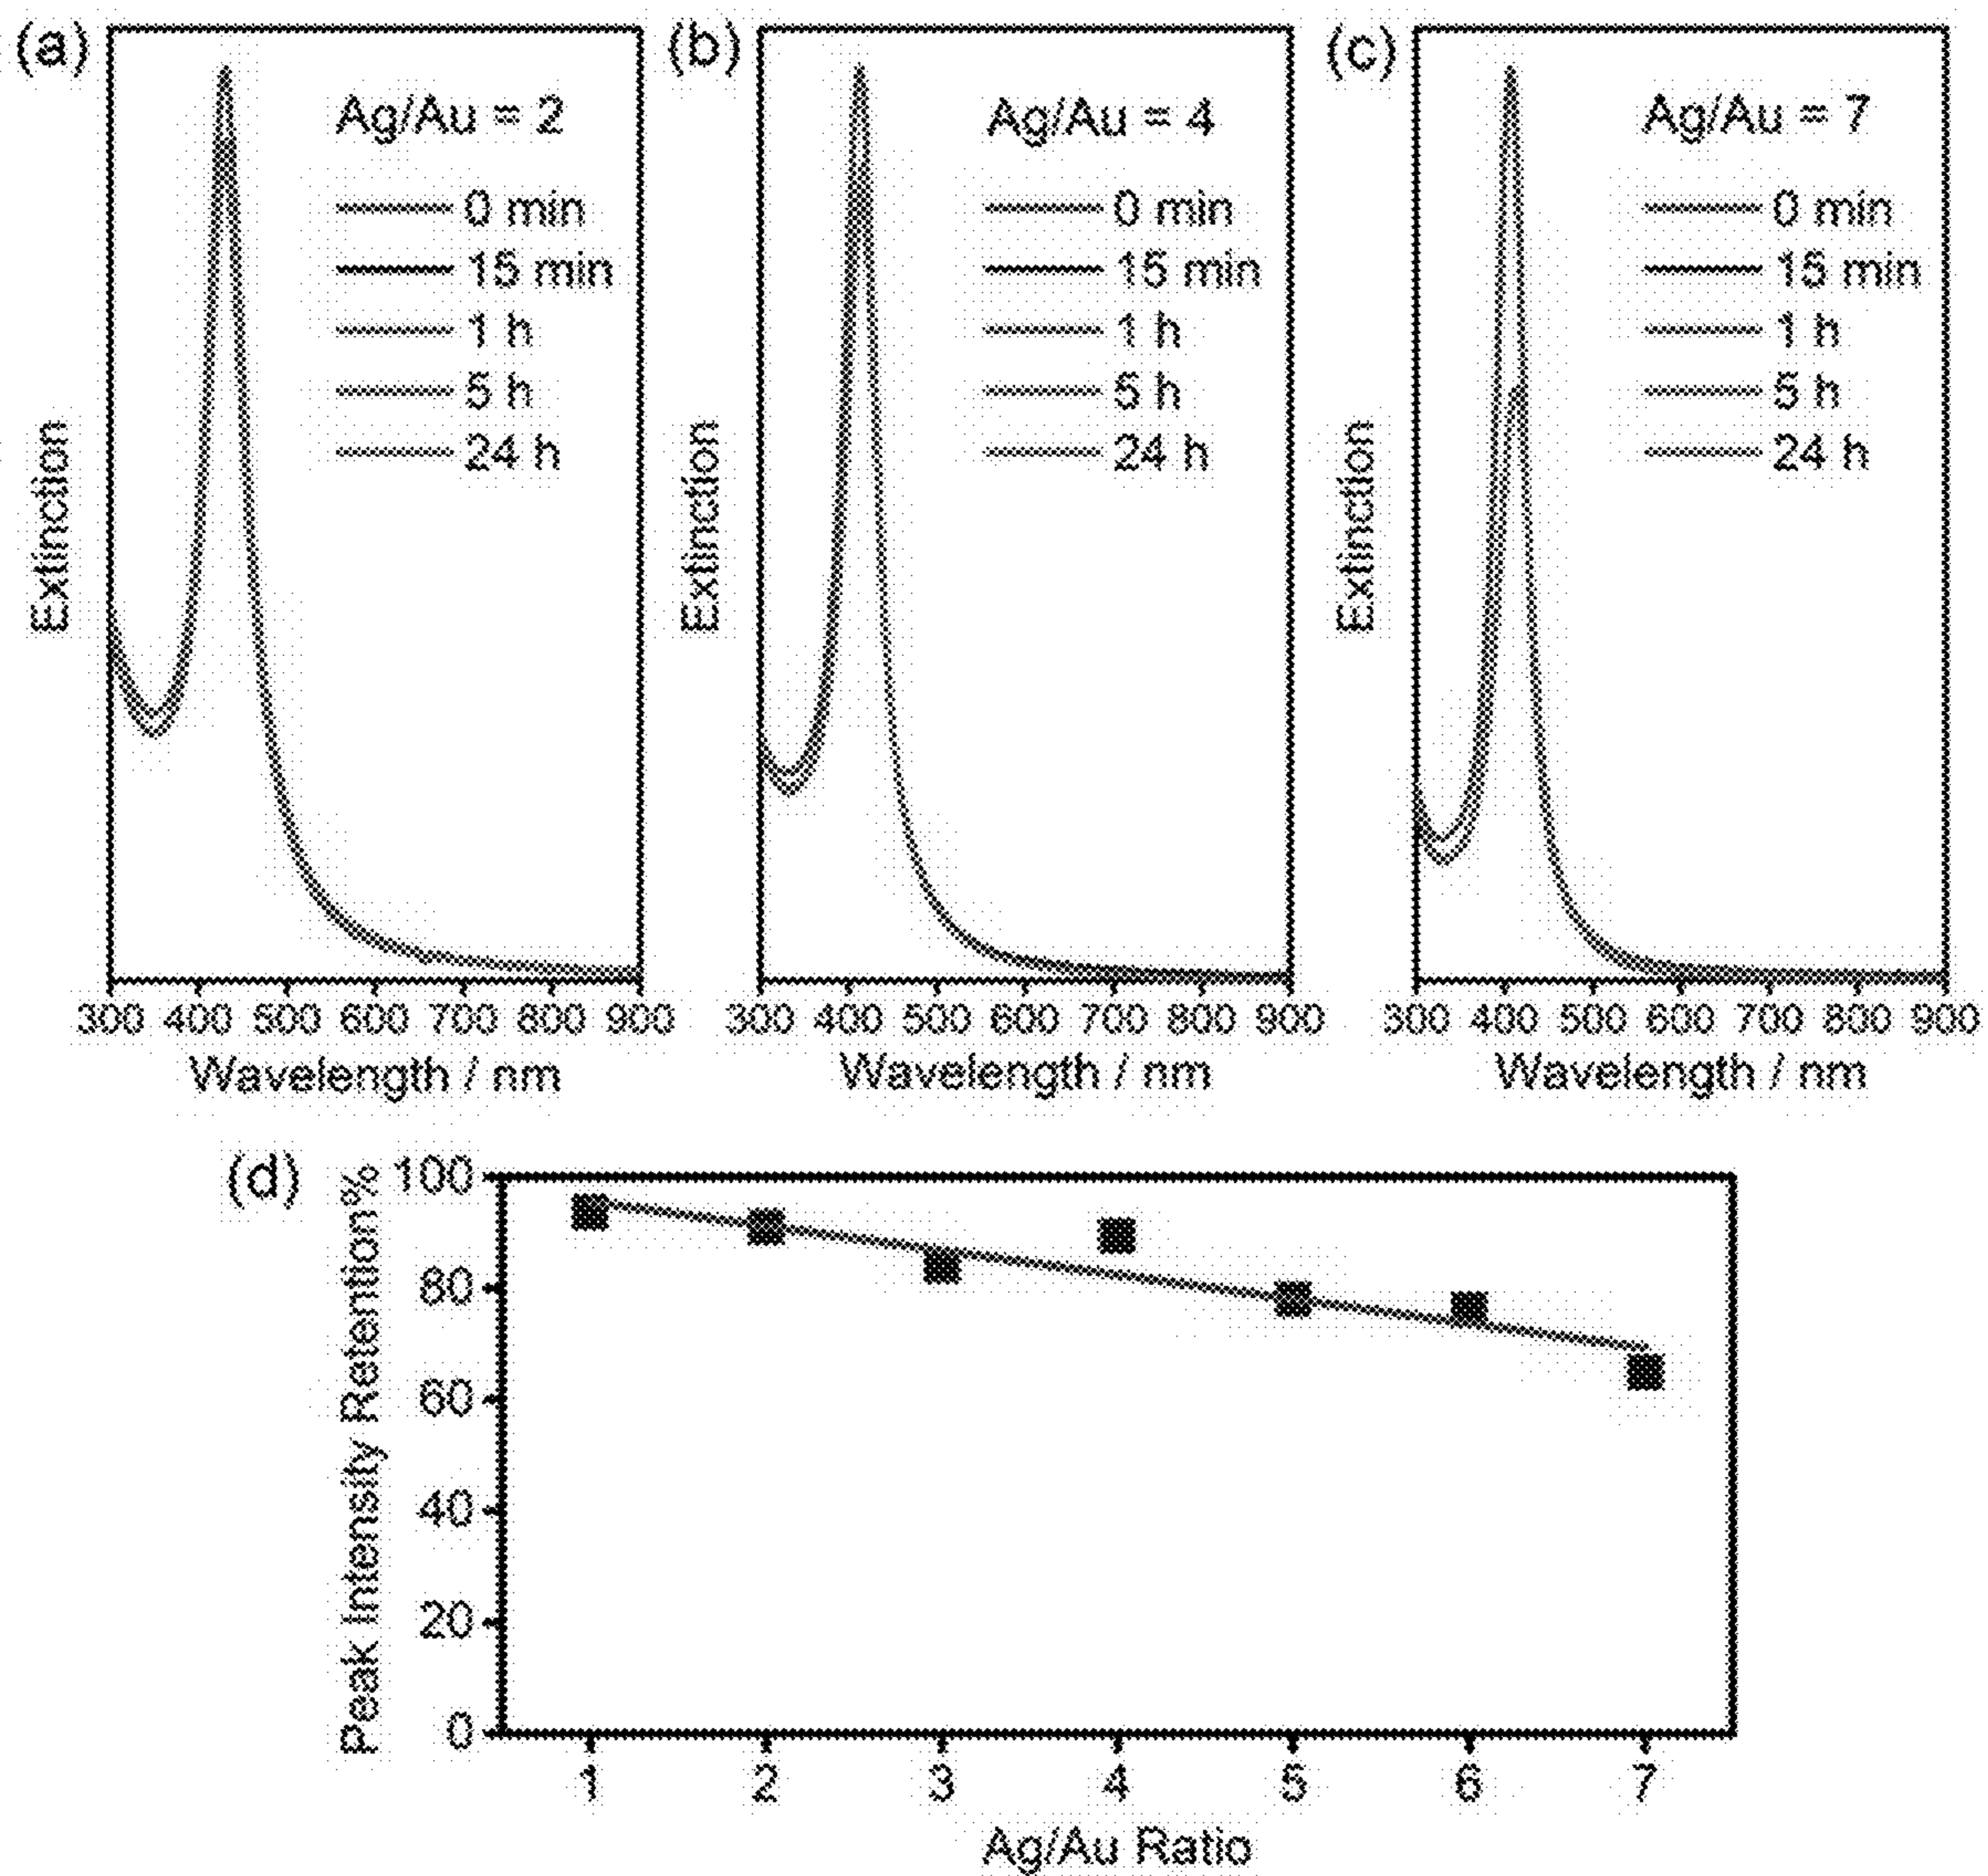 (a)
Ag/Au = 2
0 min
15 min
1 h
5 h
24 h
Extinction
300 400 500 600 700 800 900
Wavelength / nm
(b)
Ag/Au = 4
0 min
15 min
1 h
5 h
24 h
Extinction
300 400 500 600 700 800 900
Wavelength / nm
(c)
Ag/Au = 7
0 min
15 min
1 h
5 h
24 h
Extinction
300 400 500 600 700 800 900
Wavelength / nm
(d)
Peak Intensity Retention%
100
80
60
40
20
0
1 2 3 4 5 6 7
Ag/Au Ratio